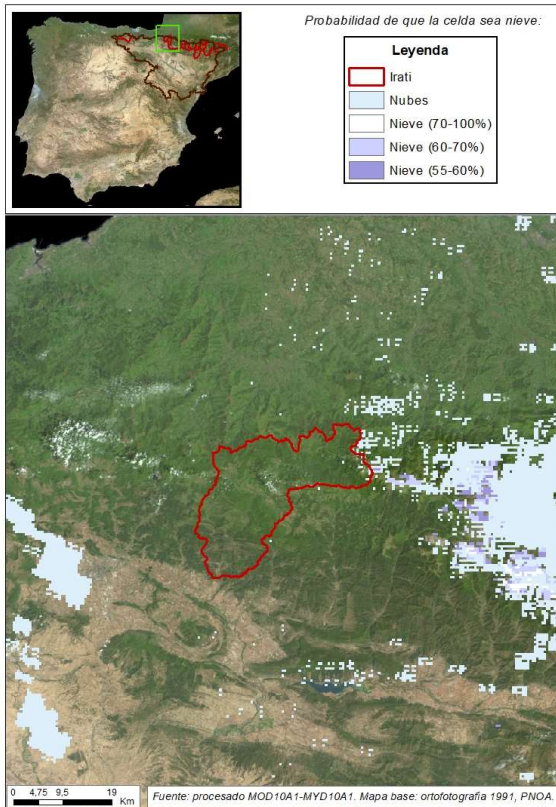 Probabilidad de que la celda sea nieve:
Leyenda
Irati
Nubes
Nieve (70-100%)
Nieve (60-70%)
Nieve (55-60%)
0 4,75 9,5 19
Km
Fuente: procesado MOD10A1-MYD10A1. Mapa base: ortofotografía 1991, PNOA.